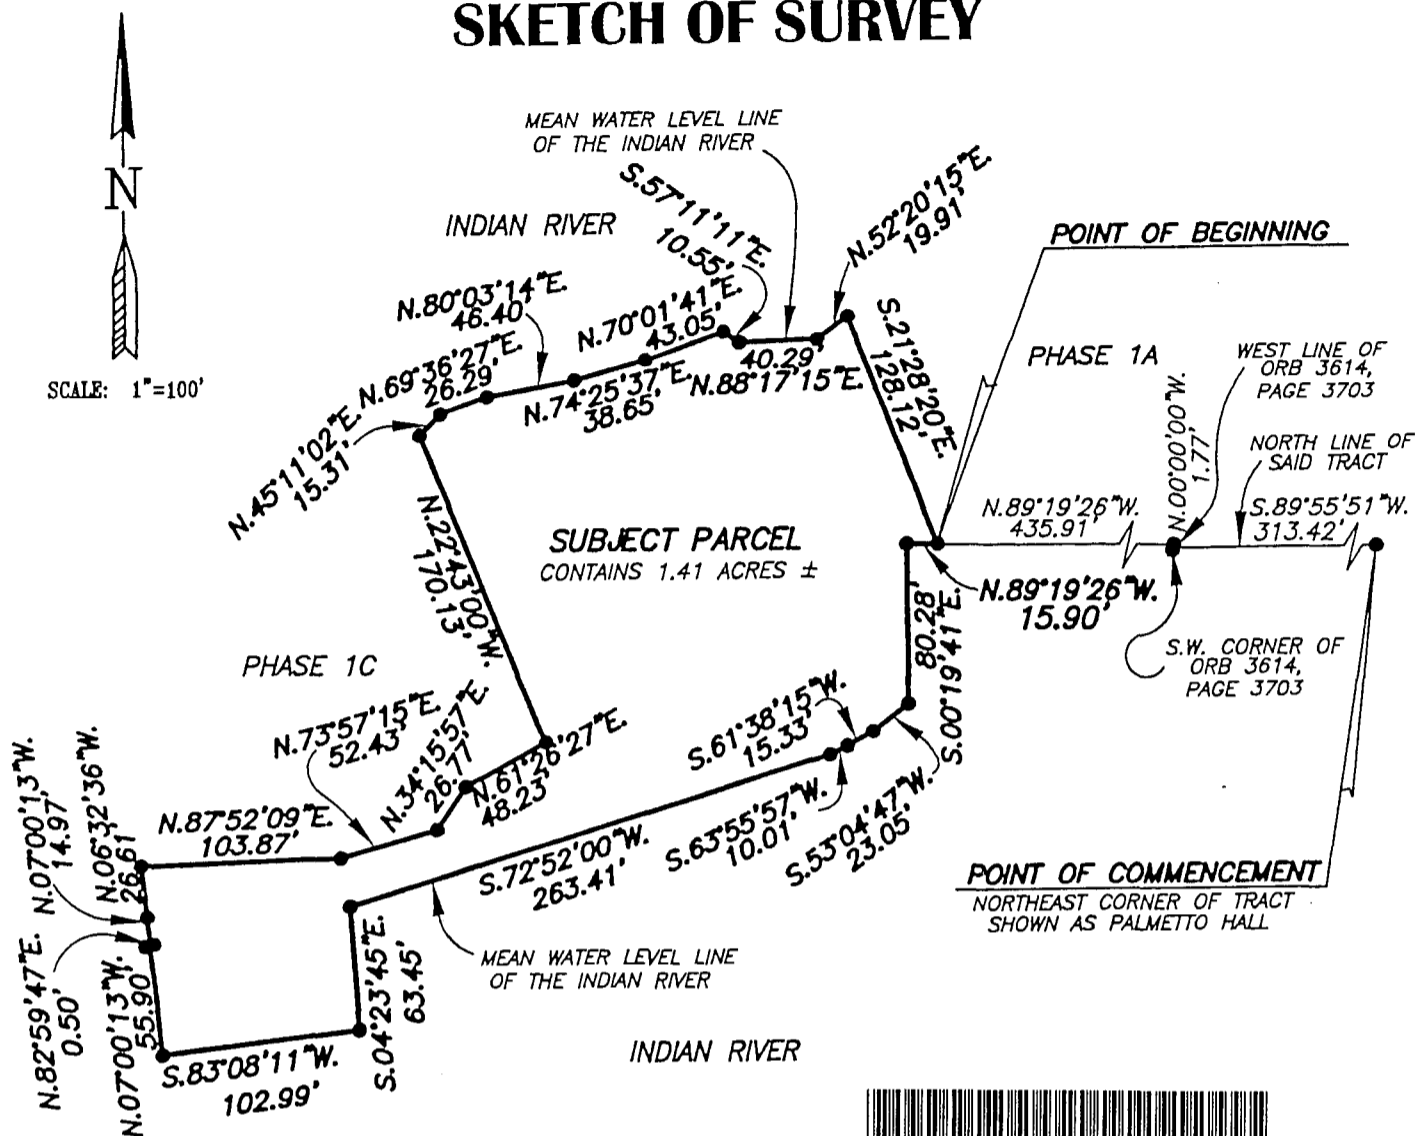 SKETCH OF SURVEY
N
SCALE: 1"=100'
MEAN WATER LEVEL LINE
OF THE INDIAN RIVER
INDIAN RIVER
S.57°11'11"E.
10.55'
N.52°20'15"E.
19.91'
POINT OF BEGINNING
N.80°03'14"E.
46.40'
N.70°01'41"E.
43.05'
N.69°36'27"E.
26.29'
N.74°25'37"E.
38.65'
40.29'
N.88°17'15"E.
N.45°11'02"E.
15.31'
S.21°28'20"E.
128.12'
PHASE 1A
WEST LINE OF
ORB 3614,
PAGE 3703
N.00°00'00"W.
1.77'
NORTH LINE OF
SAID TRACT
N.89°19'26"W.
435.91'
S.89°55'51"W.
313.42'
SUBJECT PARCEL
CONTAINS 1.41 ACRES ±
N.22°43'00"W.
170.13'
N.89°19'26"W.
15.90'
80.28'
S.00°19'41"E.
S.W. CORNER OF
ORB 3614,
PAGE 3703
PHASE 1C
N.73°57'15"E.
52.43'
N.34°15'57"E.
26.77'
N.61°26'27"E.
48.23'
S.61°38'15"W.
15.33'
S.63°55'57"W.
10.01'
S.53°04'47"W.
23.05'
N.87°52'09"E.
103.87'
N.07°00'13"W.
14.97'
N.06°32'36"W.
26.61'
S.72°52'00"W.
263.41'
POINT OF COMMENCEMENT
NORTHEAST CORNER OF TRACT
SHOWN AS PALMETTO HALL
MEAN WATER LEVEL LINE
OF THE INDIAN RIVER
N.82°59'47"E.
0.50'
N.07°00'13"W.
55.90'
S.04°23'45"E.
63.45'
S.83°08'11"W.
102.99'
INDIAN RIVER